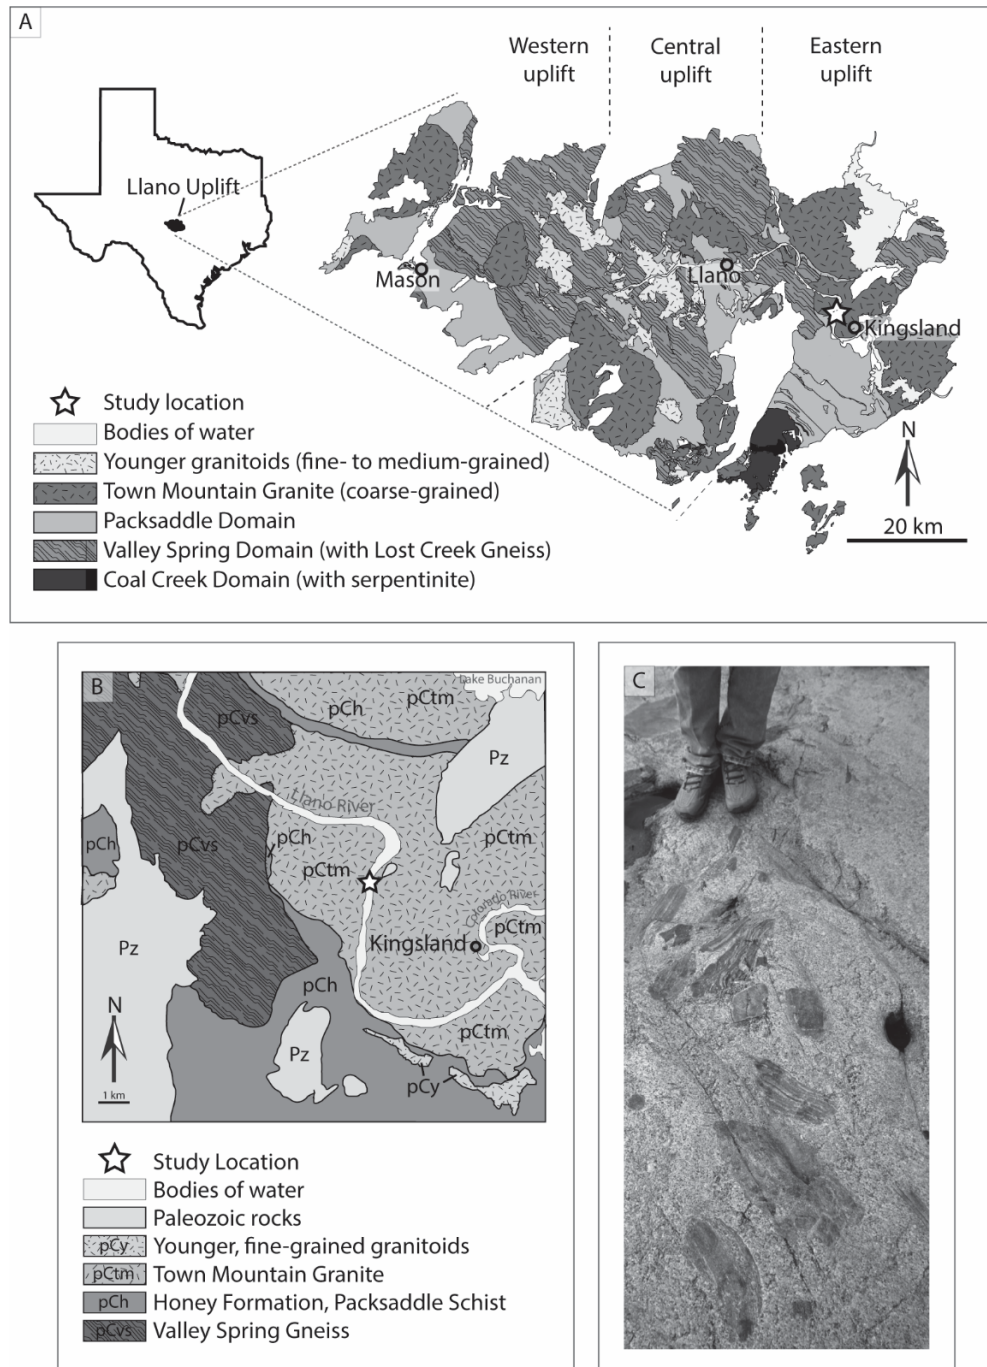 A
Western
uplift
Central
uplift
Eastern
uplift
Llano Uplift
Mason
Llano
Kingsland
N
20 km
Study location
Bodies of water
Younger granitoids (fine- to medium-grained)
Town Mountain Granite (coarse-grained)
Packsaddle Domain
Valley Spring Domain (with Lost Creek Gneiss)
Coal Creek Domain (with serpentinite)
B
Lake Buchanan
pCvs
pCh
pCtm
Pz
Llano River
pCh
pCvs
pCh
pCtm
pCtm
Colorado River
pCtm
Kingsland
Pz
pCh
N
1 km
Pz
pCtm
pCy
Study Location
Bodies of water
Paleozoic rocks
pCy Younger, fine-grained granitoids
pCtm Town Mountain Granite
pCh Honey Formation, Packsaddle Schist
pCvs Valley Spring Gneiss
C